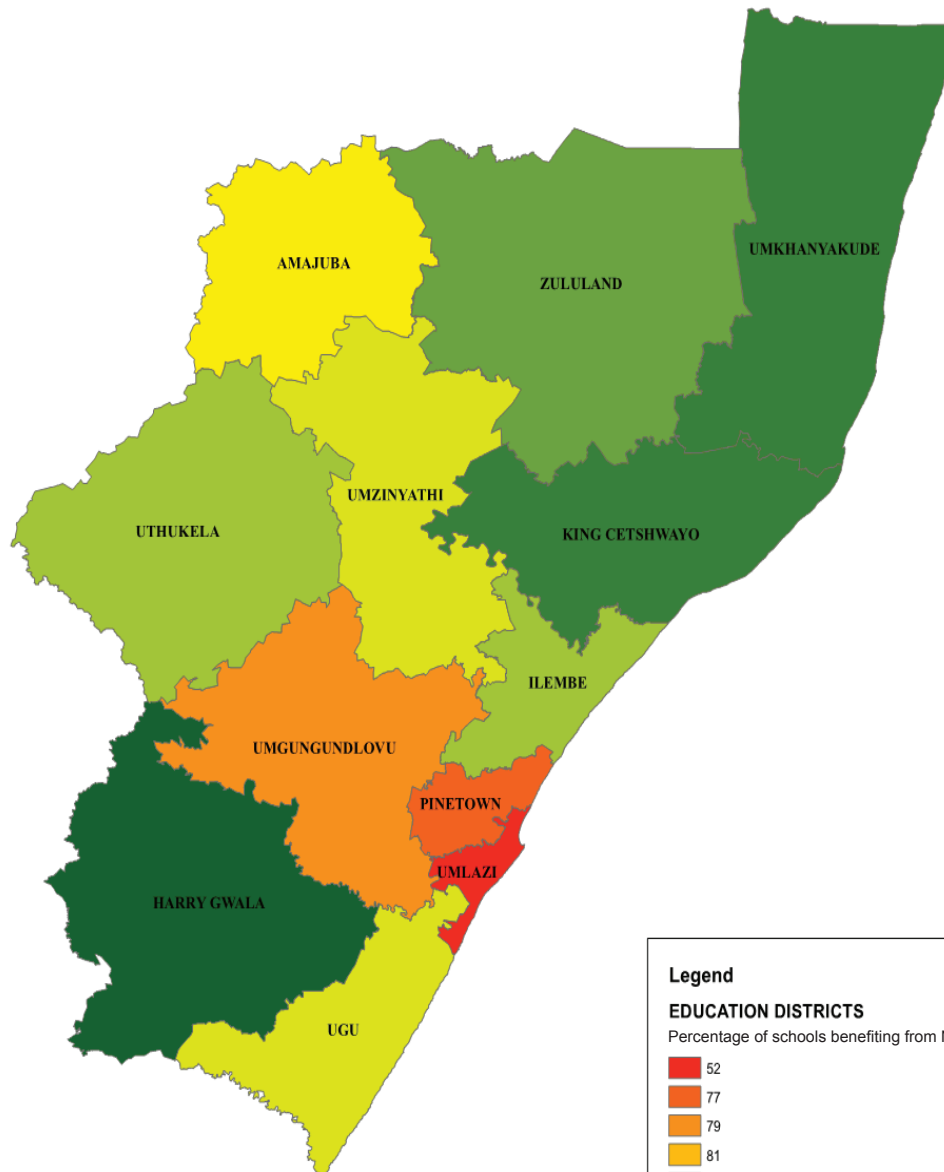 AMAJUBA
ZULULAND
UMKHANYAKUDE
UTHUKELA
UMZINYATHI
KING CETSHWAYO
ILEMBE
UMGUNGUNDLOVU
PINETOWN
UMLAZI
HARRY GWALA
UGU
Legend
EDUCATION DISTRICTS
Percentage of schools benefiting from
52
77
79
81